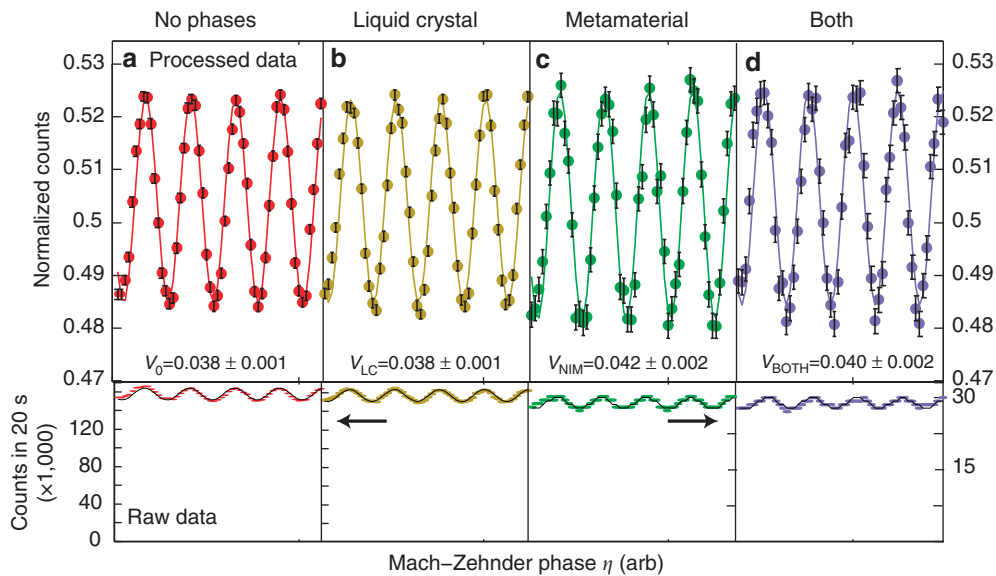 No phases
Liquid crystal
Metamaterial
Both
a Processed data
b
c
d
0.53
0.52
0.51
0.5
0.49
0.48
0.47
Normalized counts
0.53
0.52
0.51
0.5
0.49
0.48
0.47
V0=0.038 ± 0.001
VLC=0.038 ± 0.001
VNIM=0.042 ± 0.002
VBOTH=0.040 ± 0.002
Counts in 20 s
(×1,000)
160
120
80
40
0
Raw data
30
15
Mach−Zehnder phase η (arb)